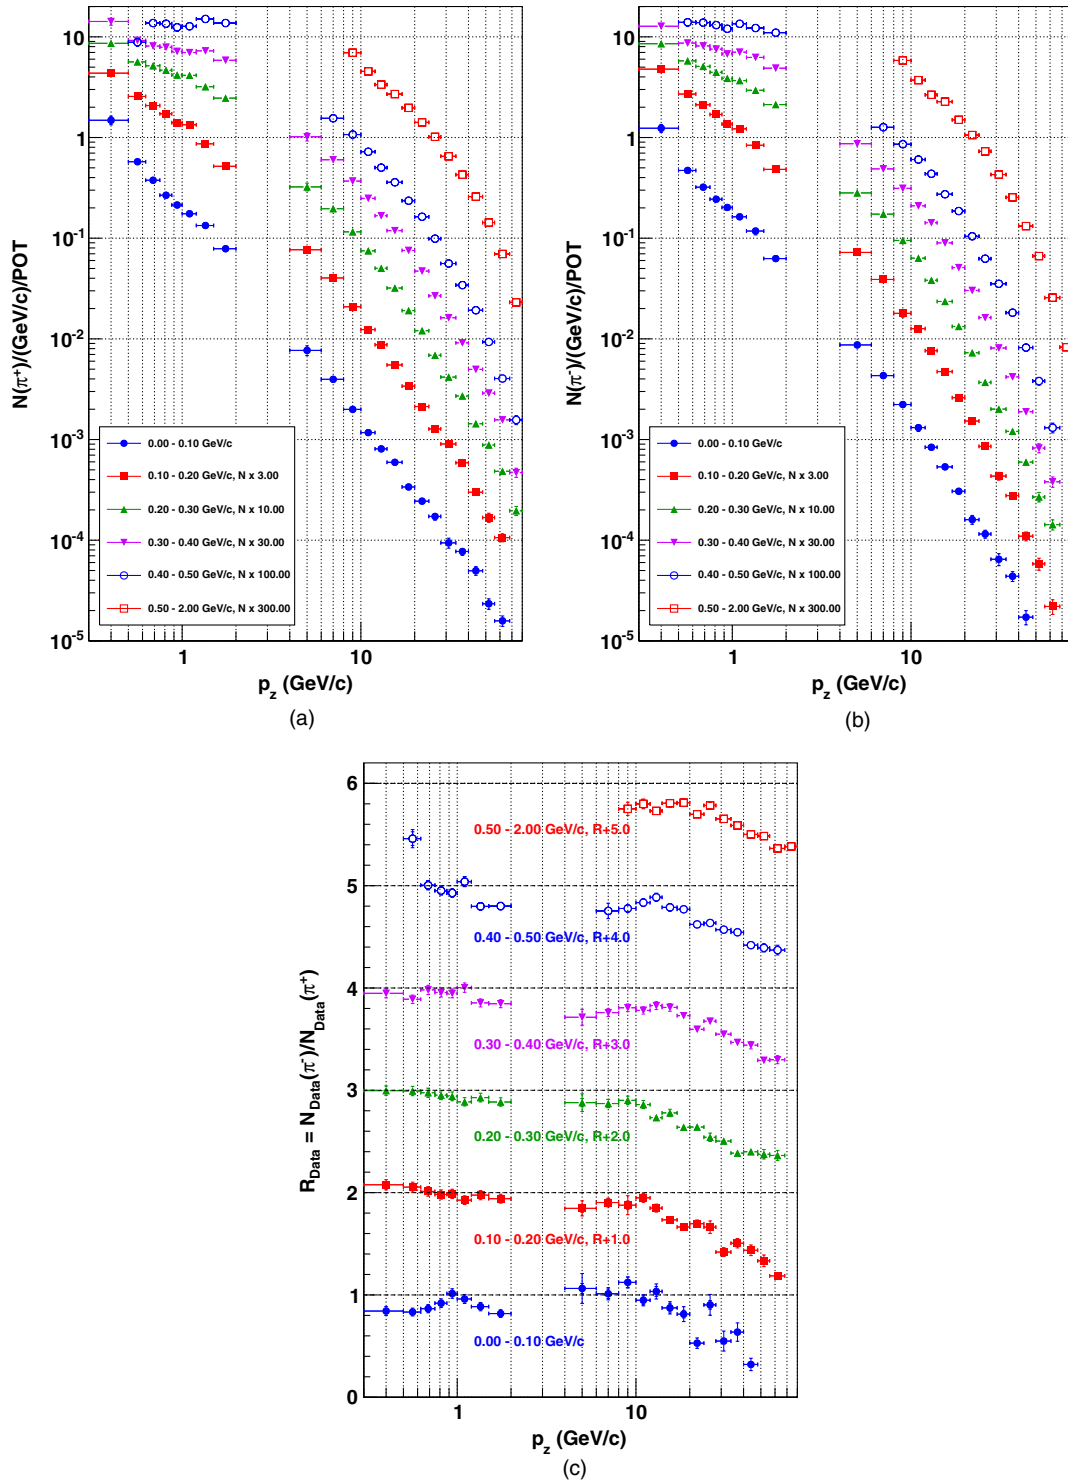 10
1
10⁻¹
10⁻²
10⁻³
10⁻⁴
10⁻⁵
N(π⁺)/(GeV/c)/POT
0.00 - 0.10 GeV/c
0.10 - 0.20 GeV/c, N x 3.00
0.20 - 0.30 GeV/c, N x 10.00
0.30 - 0.40 GeV/c, N x 30.00
0.40 - 0.50 GeV/c, N x 100.00
0.50 - 2.00 GeV/c, N x 300.00
1 10
p_z (GeV/c)
(a)
10
1
10⁻¹
10⁻²
10⁻³
10⁻⁴
10⁻⁵
N(π⁻)/(GeV/c)/POT
0.00 - 0.10 GeV/c
0.10 - 0.20 GeV/c, N x 3.00
0.20 - 0.30 GeV/c, N x 10.00
0.30 - 0.40 GeV/c, N x 30.00
0.40 - 0.50 GeV/c, N x 100.00
0.50 - 2.00 GeV/c, N x 300.00
1 10
p_z (GeV/c)
(b)
6
5
4
3
2
1
0
R_Data = N_Data(π⁻)/N_Data(π⁺)
0.50 - 2.00 GeV/c, R+5.0
0.40 - 0.50 GeV/c, R+4.0
0.30 - 0.40 GeV/c, R+3.0
0.20 - 0.30 GeV/c, R+2.0
0.10 - 0.20 GeV/c, R+1.0
0.00 - 0.10 GeV/c
1 10
p_z (GeV/c)
(c)